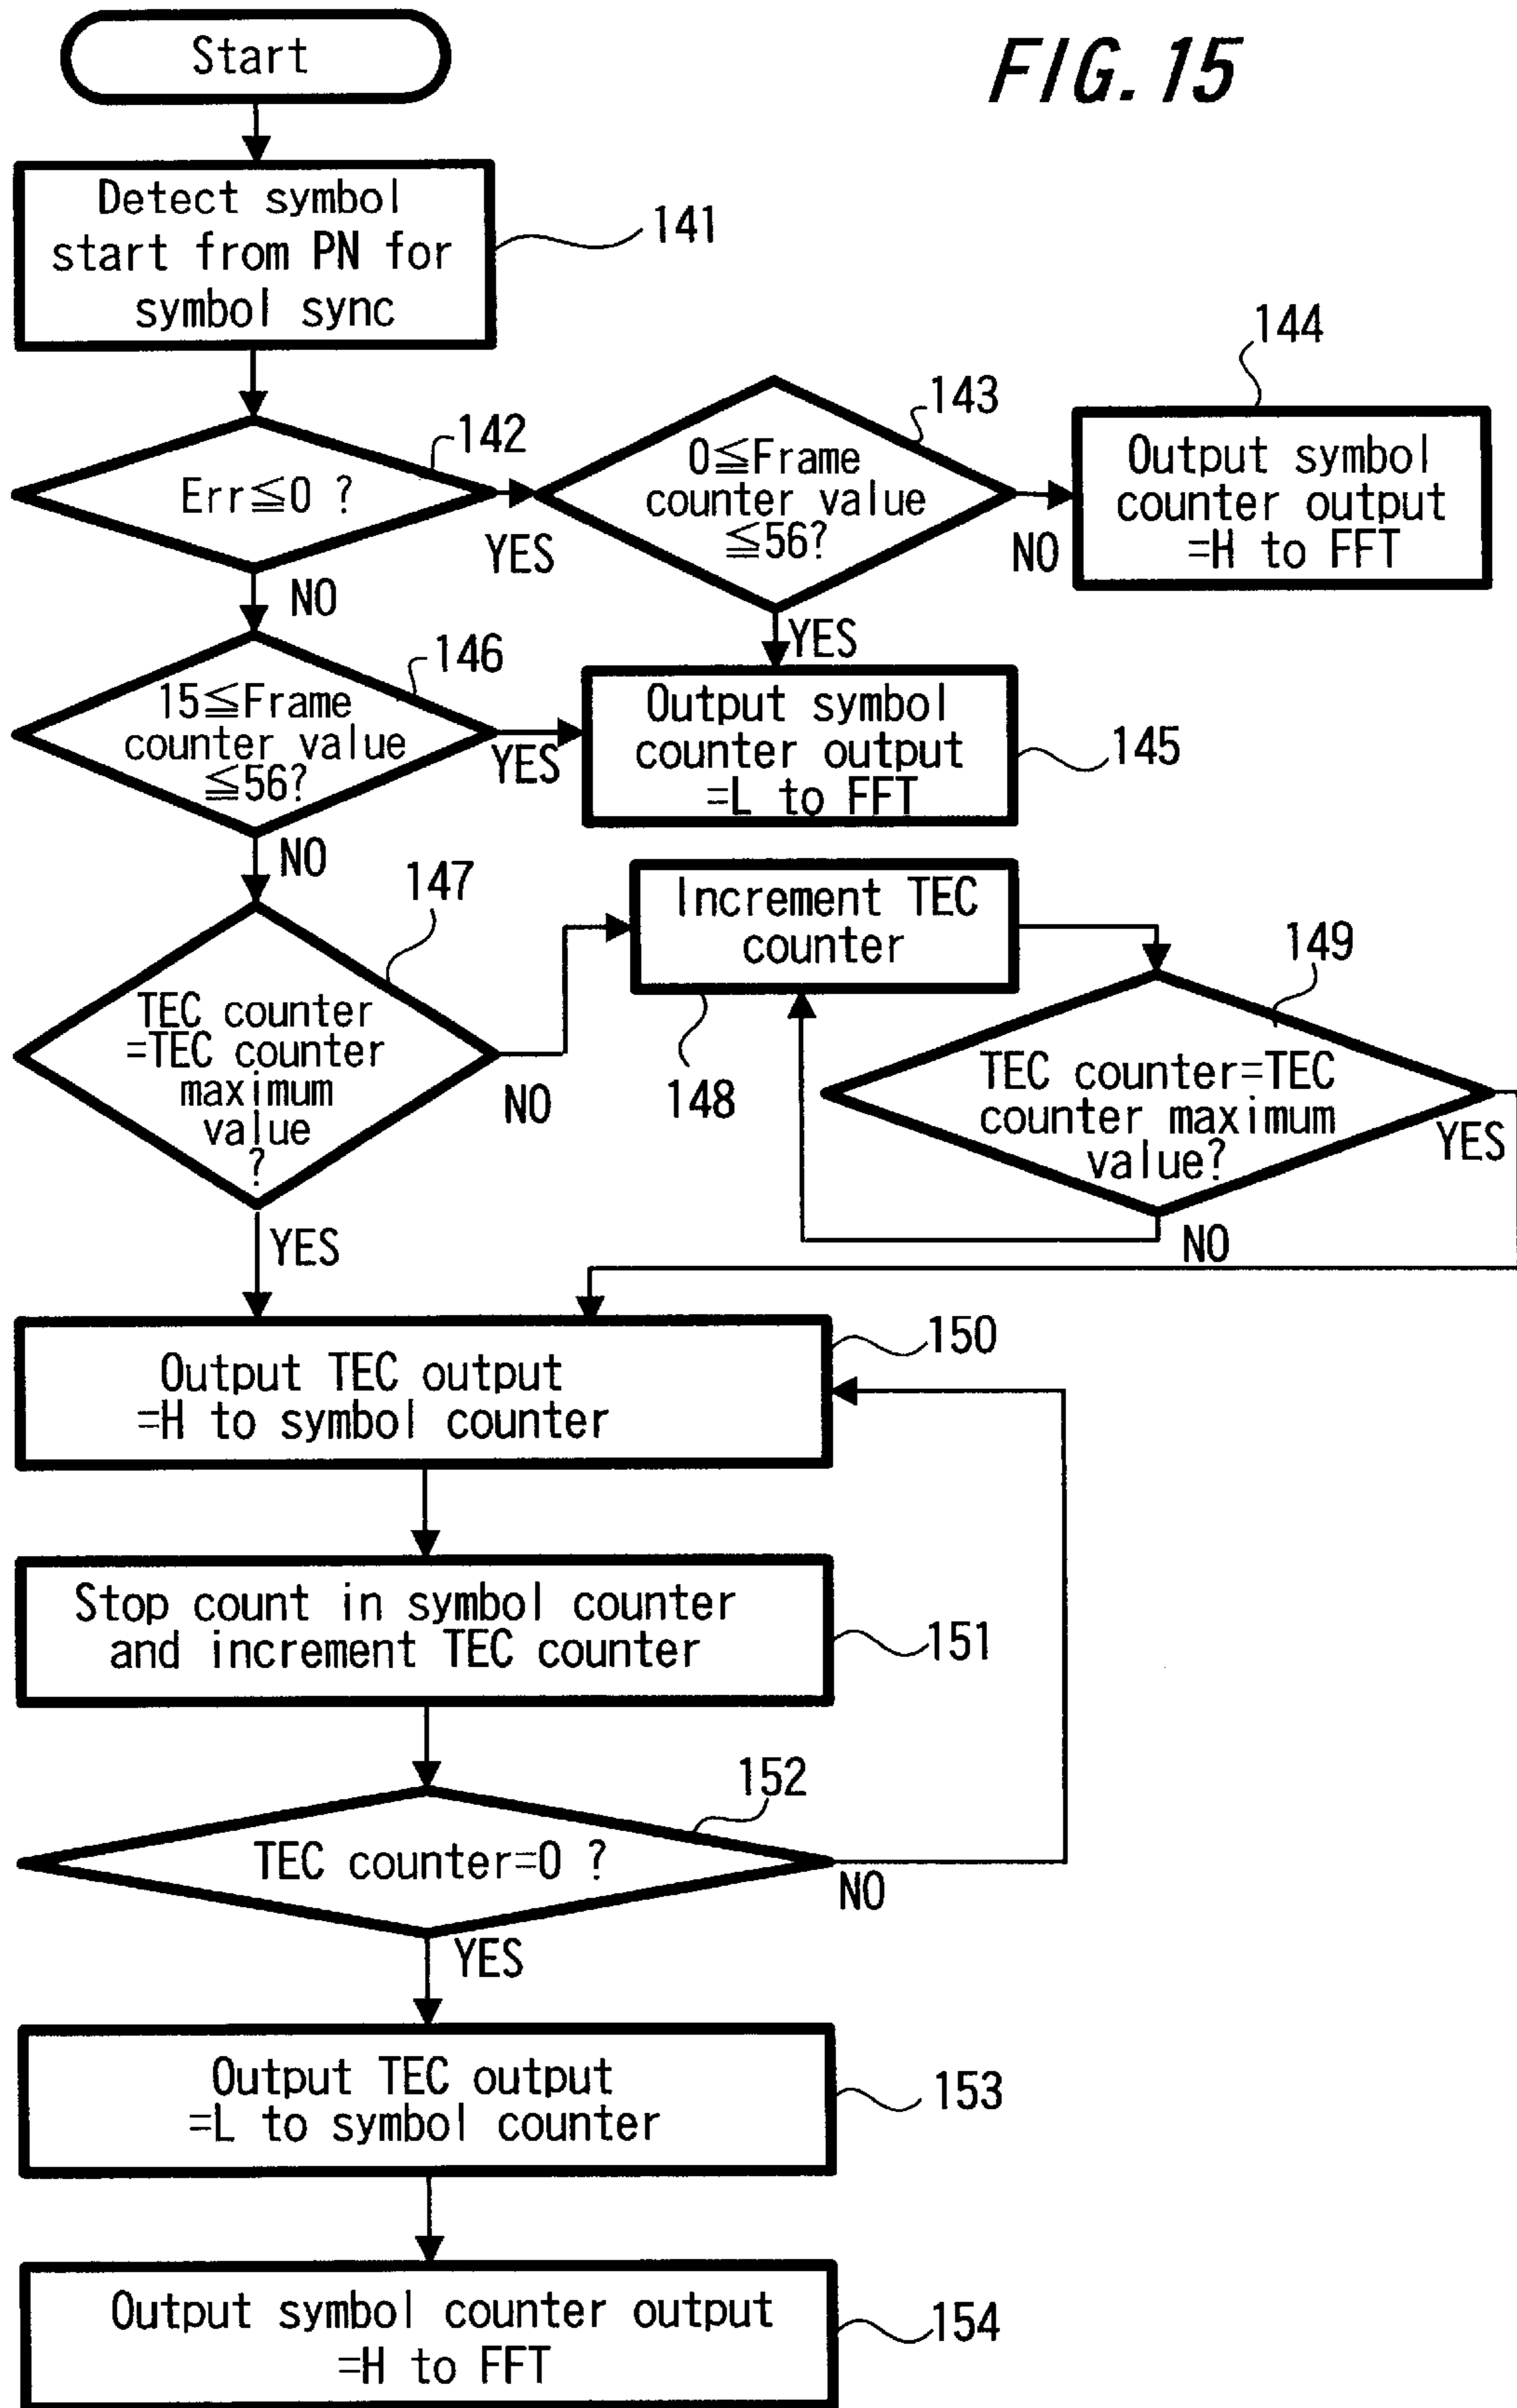 FIG. 15
Start
Detect symbol
start from PN for
symbol sync
141
Err≦0 ?
142
YES
NO
0≦Frame
counter value
≦56?
143
NO
YES
144
Output symbol
counter output
=H to FFT
15≦Frame
counter value
≦56?
146
YES
NO
Output symbol
counter output
=L to FFT
145
TEC counter
=TEC counter
maximum
value
?
147
NO
YES
Increment TEC
counter
148
TEC counter=TEC
counter maximum
value?
149
YES
NO
Output TEC output
=H to symbol counter
150
Stop count in symbol counter
and increment TEC counter
151
TEC counter=0 ?
152
NO
YES
Output TEC output
=L to symbol counter
153
Output symbol counter output
=H to FFT
154